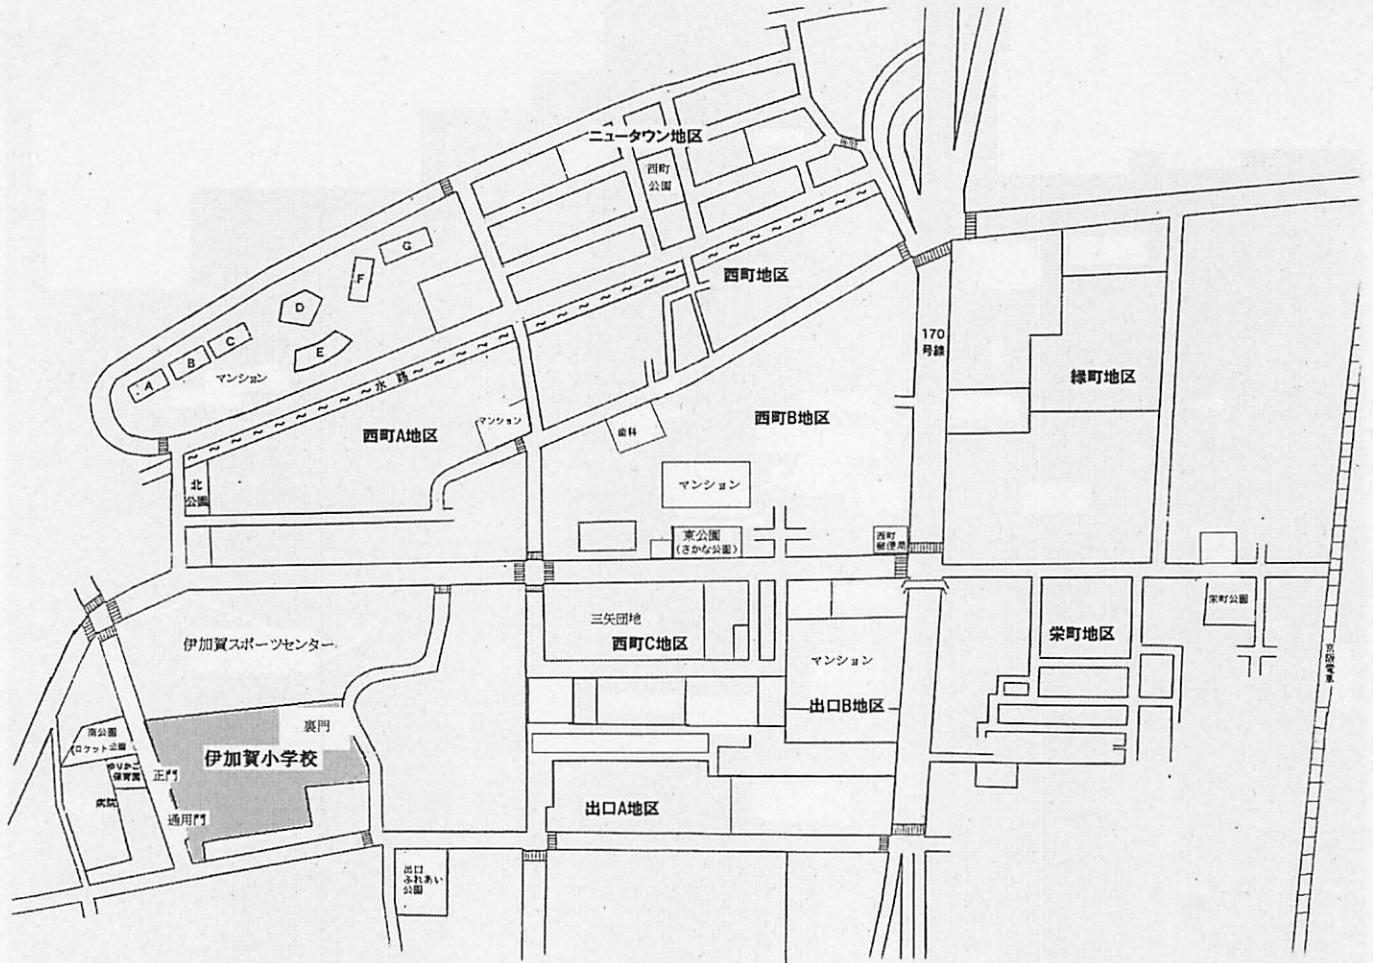 ニュータウン地区
西町
公園
G
F
D
E
C
B
A
マンション
～水路～
西町地区
170
号線
緑町地区
西町A地区
マンション
歯科
西町B地区
北
公園
マンション
東公園
(さかな公園)
西町
郵便局
三矢団地
西町C地区
マンション
出口B地区
栄町地区
栄町公園
京阪電車
伊加賀スポーツセンター
裏門
伊加賀小学校
南公園
(ロケット公園)
ゆりかご
保育園
正門
病院
通用門
出口A地区
出口
ふれあい
公園